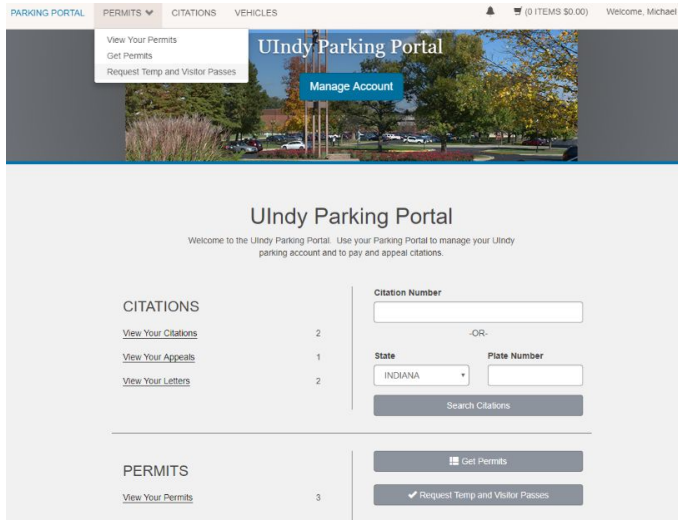 PARKING PORTAL PERMITS CITATIONS VEHICLES (0 ITEMS $0.00) Welcome, Michael
View Your Permits
Get Permits
Request Temp and Visitor Passes
UIndy Parking Portal
Manage Account
UIndy Parking Portal
Welcome to the UIndy Parking Portal. Use your Parking Portal to manage your UIndy
parking account and to pay and appeal citations.
CITATIONS
View Your Citations 2
View Your Appeals 1
View Your Letters 2
Citation Number
-OR-
State Plate Number
INDIANA
Search Citations
PERMITS
View Your Permits 3
Get Permits
Request Temp and Visitor Passes